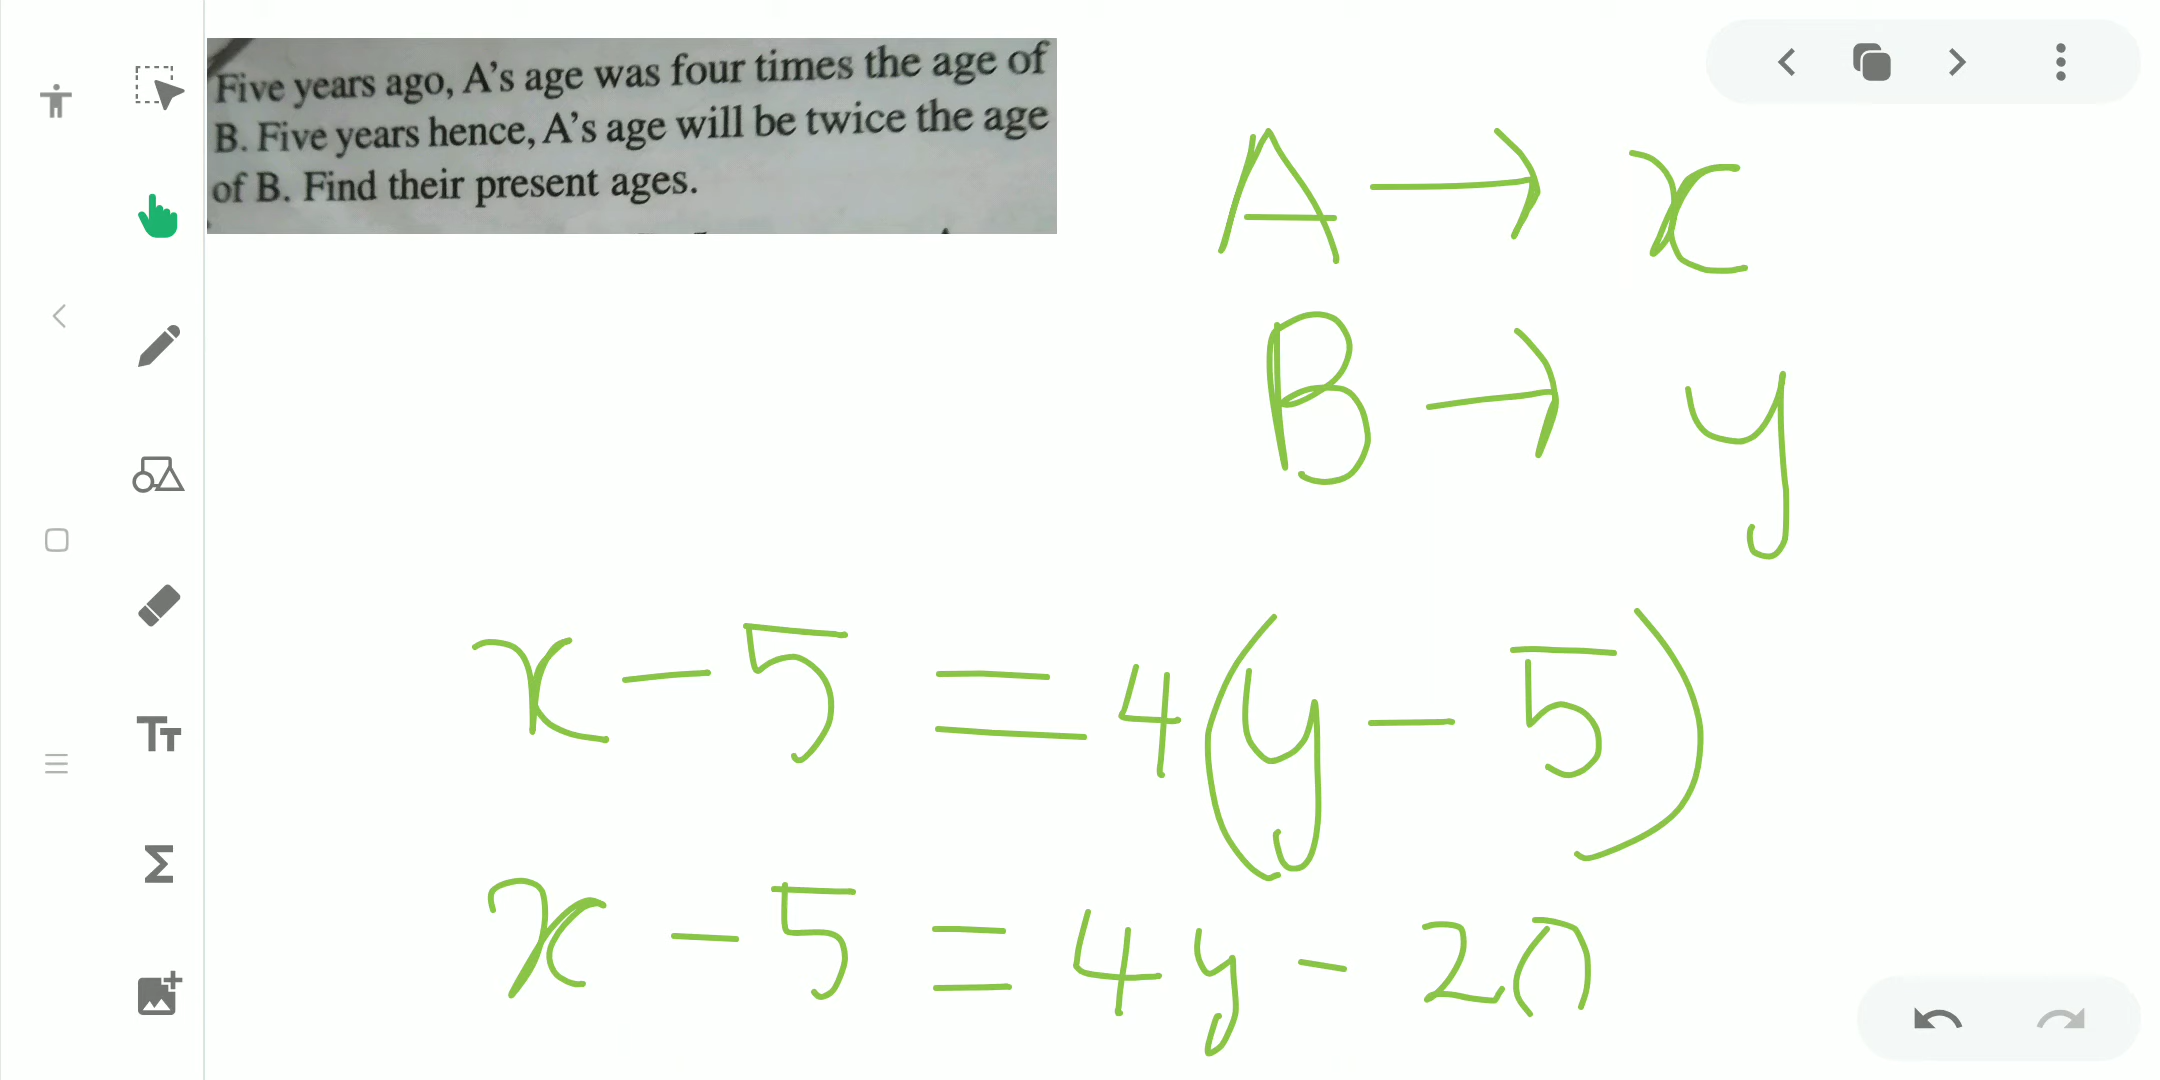 Five years ago, A's age was four times the age of
B. Five years hence, A's age will be twice the age
of B. Find their present ages.
A → x
B → y
x - 5 = 4(y - 5)
x - 5 = 4y - 20